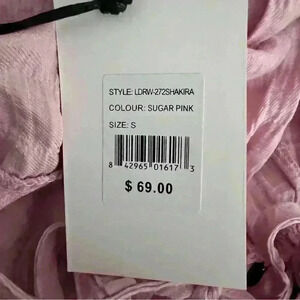 STYLE: LDRW-272SHAKIRA
COLOUR: SUGAR PINK
SIZE: S
8 42965 01617 3
$ 69.00